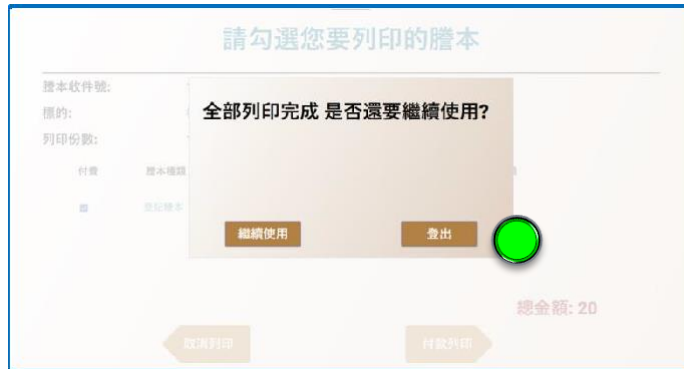 請勾選您要列印的謄本
謄本收件號:
標的:
列印份數:
全部列印完成 是否還要繼續使用?
付費 謄本種類
登記謄本
繼續使用 登出
總金額: 20
取消列印 付款列印